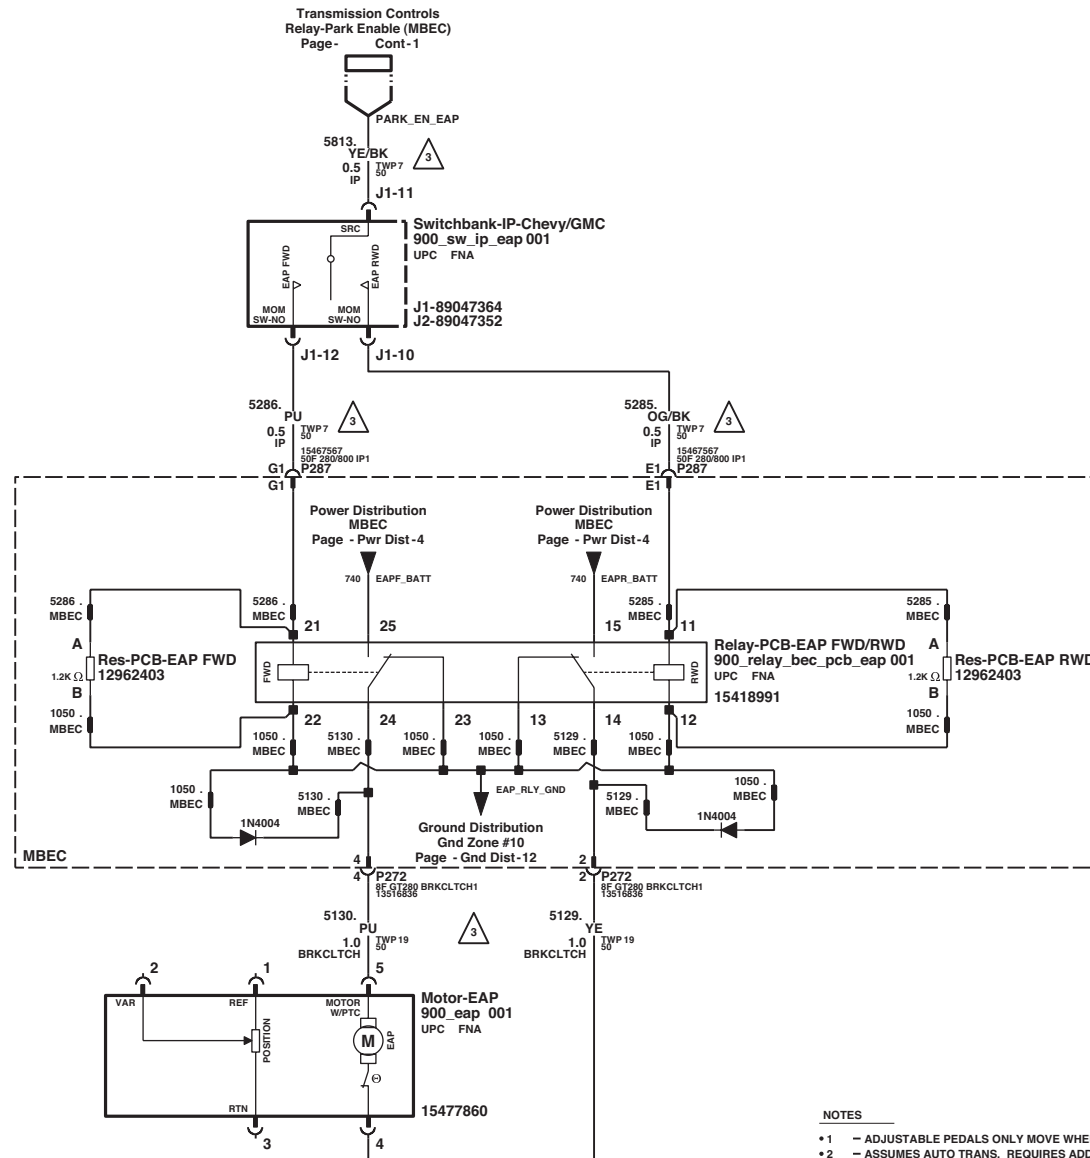 Transmission Controls
Relay-Park Enable (MBEC)
Page- Cont-1
PARK_EN_EAP
5813.
YE/BK
0.5
IP
TWP 7
50
3
J1-11
SRC
EAP FWD
EAP RWD
MOM
SW-NO
MOM
SW-NO
Switchbank-IP-Chevy/GMC
900_sw_ip_eap 001
UPC FNA
J1-89047364
J2-89047352
J1-12
J1-10
5286.
PU
0.5
IP
TWP 7
50
3
15467567
50F 280/800 IP1
G1
P287
G1
5285.
OG/BK
0.5
IP
TWP 7
50
3
15467567
50F 280/800 IP1
E1
P287
E1
Power Distribution
MBEC
Page - Pwr Dist-4
740 EAPF_BATT
Power Distribution
MBEC
Page - Pwr Dist-4
740 EAPR_BATT
5286 .
MBEC
5286 .
MBEC
21
25
15
5285 .
MBEC
11
5285 .
MBEC
A
1.2K Ω
B
Res-PCB-EAP FWD
12962403
FWD
RWD
Relay-PCB-EAP FWD/RWD
900_relay_bec_pcb_eap 001
UPC FNA
15418991
A
1.2K Ω
B
Res-PCB-EAP RWD
12962403
1050 .
MBEC
22
24
23
13
14
12
1050 .
MBEC
1050 .
MBEC
5130 .
MBEC
1050 .
MBEC
1050 .
MBEC
5129 .
MBEC
1050 .
MBEC
1050 .
MBEC
5130 .
MBEC
1N4004
EAP_RLY_GND
Ground Distribution
Gnd Zone #10
Page - Gnd Dist-12
5129 .
MBEC
1050 .
MBEC
1N4004
MBEC
4
4
P272
8F GT280 BRKCLTCH1
13516836
2
2
P272
8F GT280 BRKCLTCH1
13516836
5130.
PU
1.0
BRKCLTCH
TWP 19
50
3
5129.
YE
1.0
BRKCLTCH
TWP 19
50
2
1
5
VAR
REF
MOTOR
W/PTC
POSITION
M
EAP
Θ
RTN
Motor-EAP
900_eap 001
UPC FNA
15477860
3
4
NOTES
•1 – ADJUSTABLE PEDALS ONLY MOVE WHE
•2 – ASSUMES AUTO TRANS. REQUIRES ADD